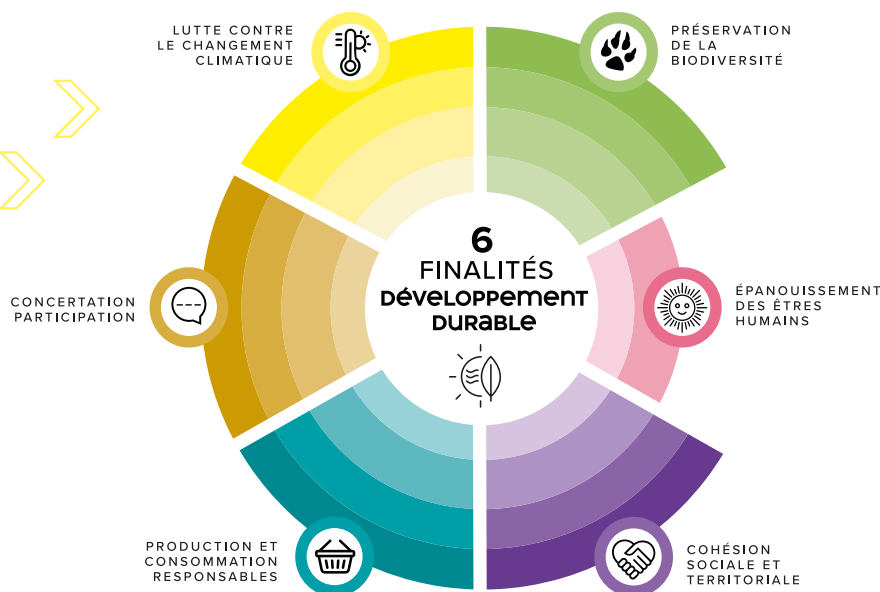 LUTTE CONTRE
LE CHANGEMENT
CLIMATIQUE
PRÉSERVATION
DE LA
BIODIVERSITÉ
6
FINALITÉS
DÉVELOPPEMENT
DURABLE
CONCERTATION
PARTICIPATION
ÉPANOUISSEMENT
DES ÊTRES
HUMAINS
PRODUCTION ET
CONSOMMATION
RESPONSABLES
COHÉSION
SOCIALE ET
TERRITORIALE